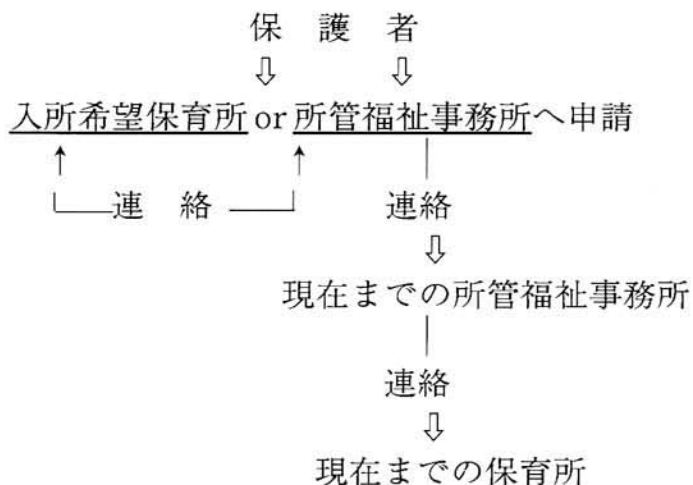 保護者
入所希望保育所or所管福祉事務所へ申請
連絡 連絡
現在までの所管福祉事務所
連絡
現在までの保育所